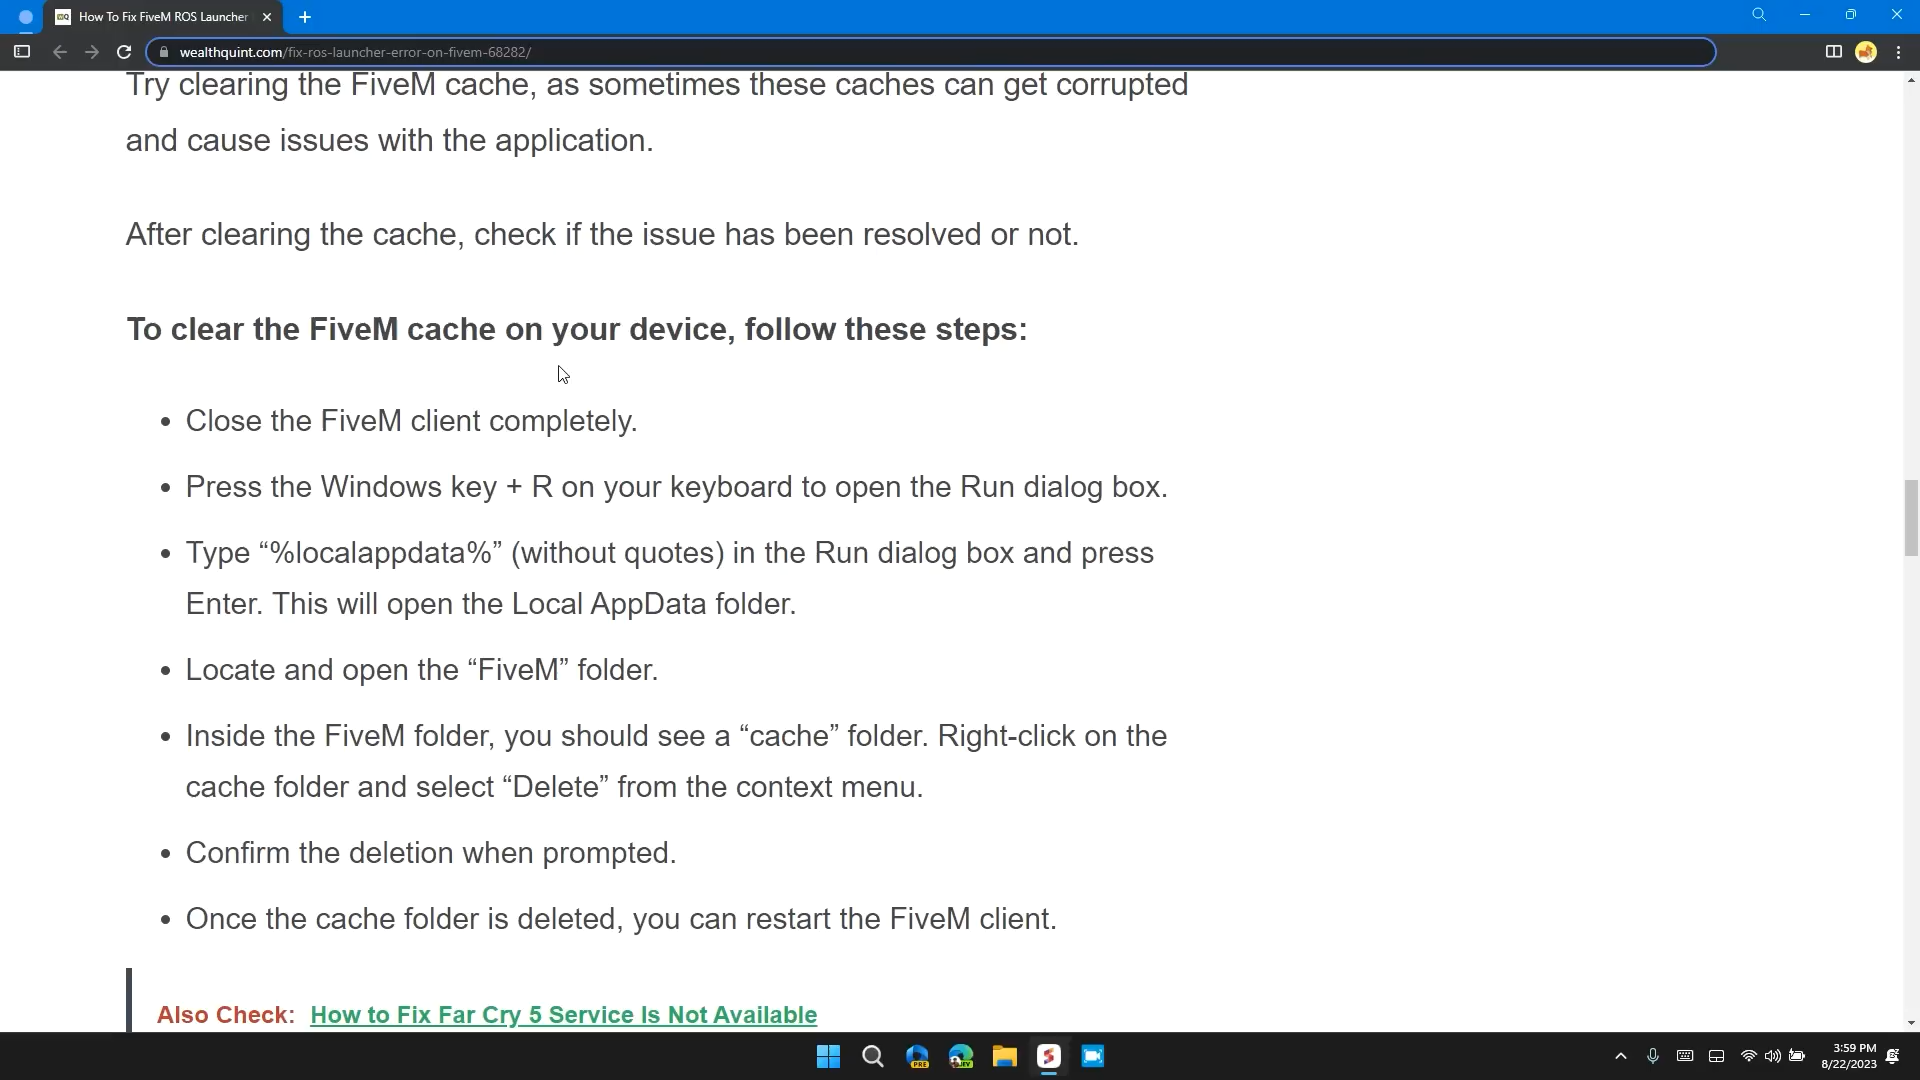 How To Fix FiveM ROS Launcher
wealthquint.com/fix-ros-launcher-error-on-fivem-68282/
Try clearing the FiveM cache, as sometimes these caches can get corrupted
and cause issues with the application.
After clearing the cache, check if the issue has been resolved or not.
To clear the FiveM cache on your device, follow these steps:
• Close the FiveM client completely.
• Press the Windows key + R on your keyboard to open the Run dialog box.
• Type “%localappdata%” (without quotes) in the Run dialog box and press
Enter. This will open the Local AppData folder.
• Locate and open the “FiveM” folder.
• Inside the FiveM folder, you should see a “cache” folder. Right-click on the
cache folder and select “Delete” from the context menu.
• Confirm the deletion when prompted.
• Once the cache folder is deleted, you can restart the FiveM client.
Also Check: How to Fix Far Cry 5 Service Is Not Available
3:59 PM
8/22/2023